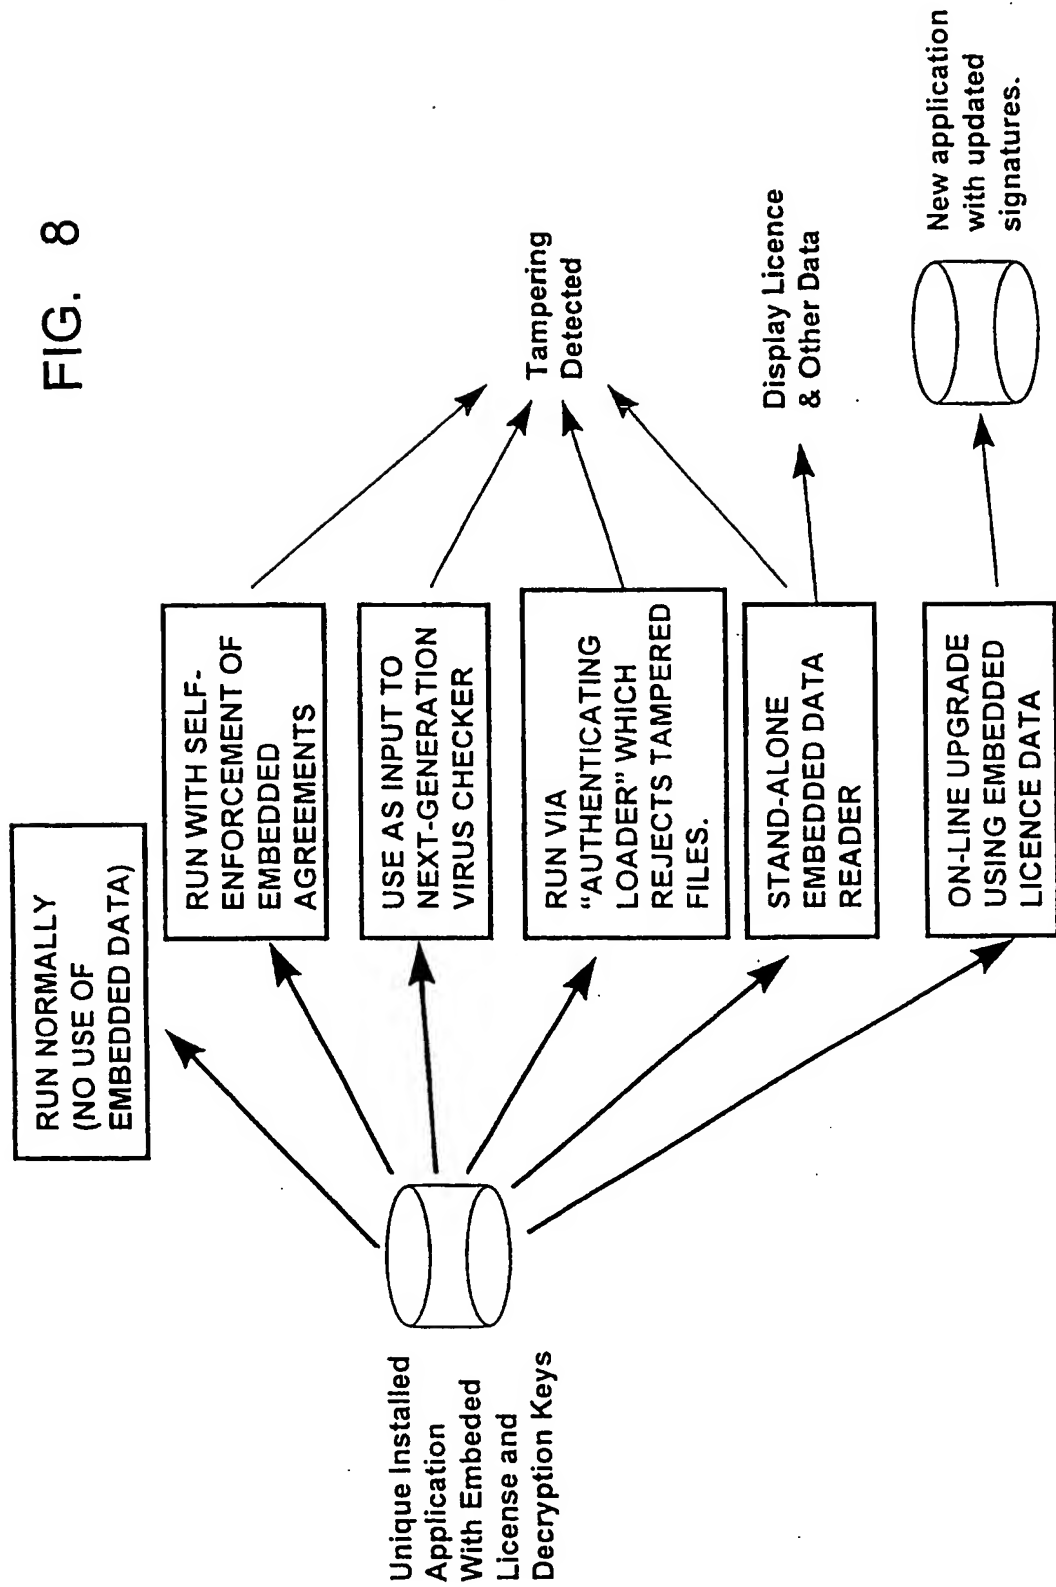 FIG. 8
RUN NORMALLY
(NO USE OF
EMBEDDED DATA)
RUN WITH SELF-
ENFORCEMENT OF
EMBEDDED
AGREEMENTS
USE AS INPUT TO
NEXT-GENERATION
VIRUS CHECKER
RUN VIA
“AUTHENTICATING
LOADER” WHICH
REJECTS TAMPERED
FILES.
STAND-ALONE
EMBEDDED DATA
READER
ON-LINE UPGRADE
USING EMBEDDED
LICENCE DATA
Unique Installed
Application
With Embeded
License and
Decryption Keys
Tampering
Detected
Display Licence
& Other Data
New application
with updated
signatures.